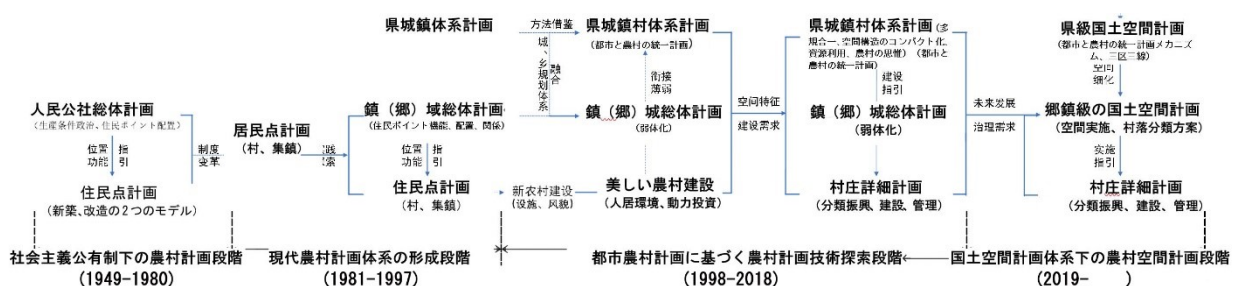 県城鎮体系計画
方法借鉴
県城鎮村体系計画
(都市と農村の統一計画)
県城鎮村体系計画(多
規合一、空間構造のコンパクト化、
資源利用、農村の思惟) (都市と
農村の統一計画)
県級国土空間計画
(都市と農村の統一計画メカニズ
ム、三区三線)
城、乡规划体系
融合
衔接
薄弱
建设
指引
空间
细化
人民公社総体計画
(生産条件政治、住民ポイント配置)
位置 指
功能 引
制度
变革
住民点計画
(新築、改造の2つのモデル)
居民点計画
(村、集鎮)
践
索
鎮(郷)域総体計画
(住民ポイント機能、配置、関係)
位置 指
功能 引
住民点計画
(村、集鎮)
鎮(郷)城総体計画
(弱体化)
新农村建设
(设施、风貌)
美しい農村建設
(人居環境、動力投資)
空间特征
建设需求
鎮(郷)城総体計画
(弱体化)
村庄詳細計画
(分類振興、建設、管理)
未来发展
治理需求
郷鎮級の国土空間計画
(空間実施、村落分類方案)
实施
指引
村庄詳細計画
(分類振興、建設、管理)
社会主義公有制下の農村計画段階
(1949-1980)
現代農村計画体系の形成段階
(1981-1997)
都市農村計画に基づく農村計画技術探索段階
(1998-2018)
国土空間計画体系下の農村空間計画段階
(2019- )